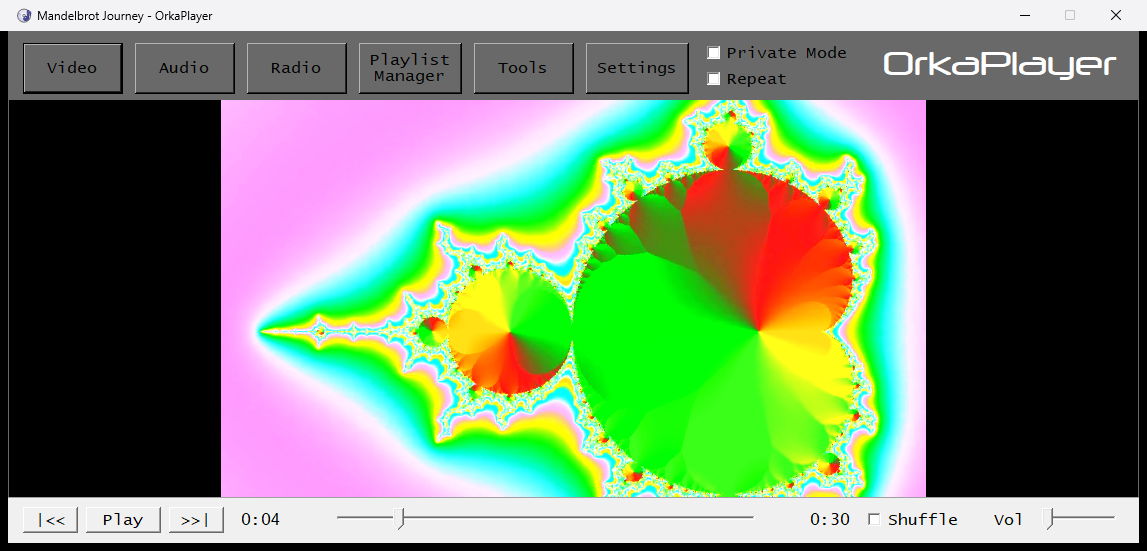 Mandelbrot Journey - OrkaPlayer
Video
Audio
Radio
Playlist
Manager
Tools
Settings
Private Mode
Repeat
OrkaPlayer
|<<
Play
>>|
0:04
0:30
Shuffle
Vol